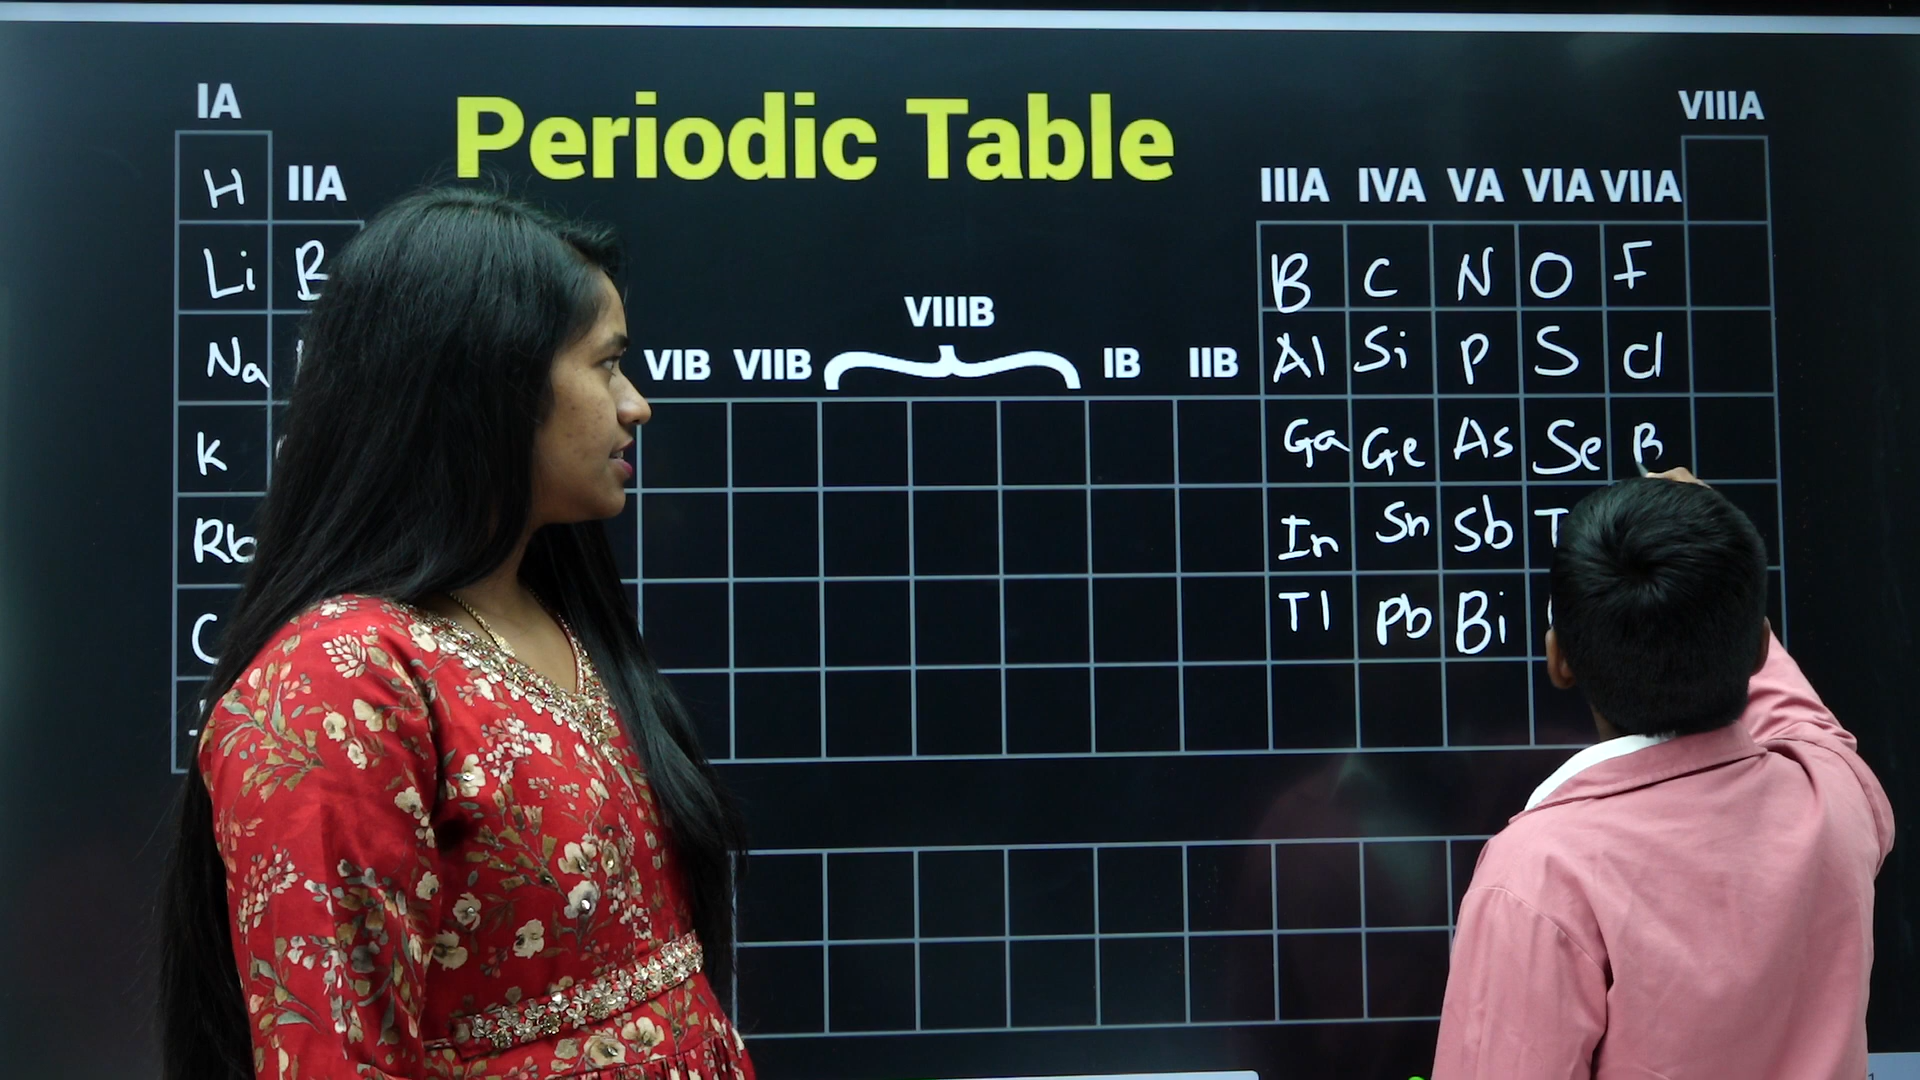 IA
Periodic Table
VIIIA
H
IIA
IIIA IVA VA VIA VIIA
Li
B C N O F
VIIIB
VIB VIIB
IB IIB
Na
Al Si P S Cl
K
Ga Ge As Se B
Rb
In Sn Sb T
C
Tl Pb Bi